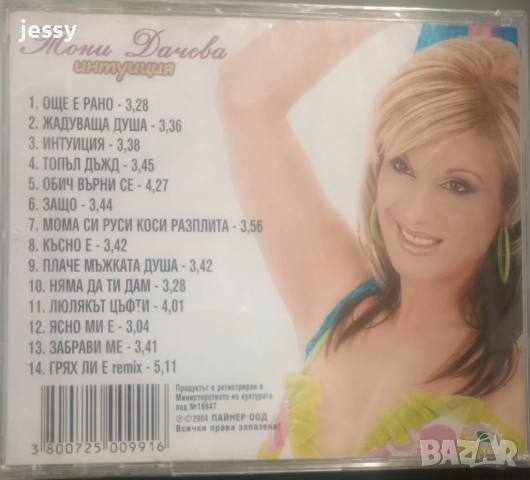 jessy
Тони Дачева
интуиция
1. ОЩЕ Е РАНО - 3,28
2. ЖАДУВАЩА ДУША - 3,36
3. ИНТУИЦИЯ - 3,38
4. ТОПЪЛ ДЪЖД - 3,45
5. ОБИЧ ВЪРНИ СЕ - 4,27
6. ЗАЩО - 3,44
7. МОМА СИ РУСИ КОСИ РАЗПЛИТА - 3,56
8. КЪСНО Е - 3,42
9. ПЛАЧЕ МЪЖКАТА ДУША - 3,42
10. НЯМА ДА ТИ ДАМ - 3,28
11. ЛЮЛЯКЪТ ЦЪФТИ - 4,01
12. ЯСНО МИ Е - 3,04
13. ЗАБРАВИ МЕ - 3,41
14. ГРЯХ ЛИ Е remix - 5,11
Продуктът е регистриран в
Министерството на културата
под №16647
℗©2004 ПАЙНЕР ООД
Всички права запазени!
3 800725 009916
bazar.bg